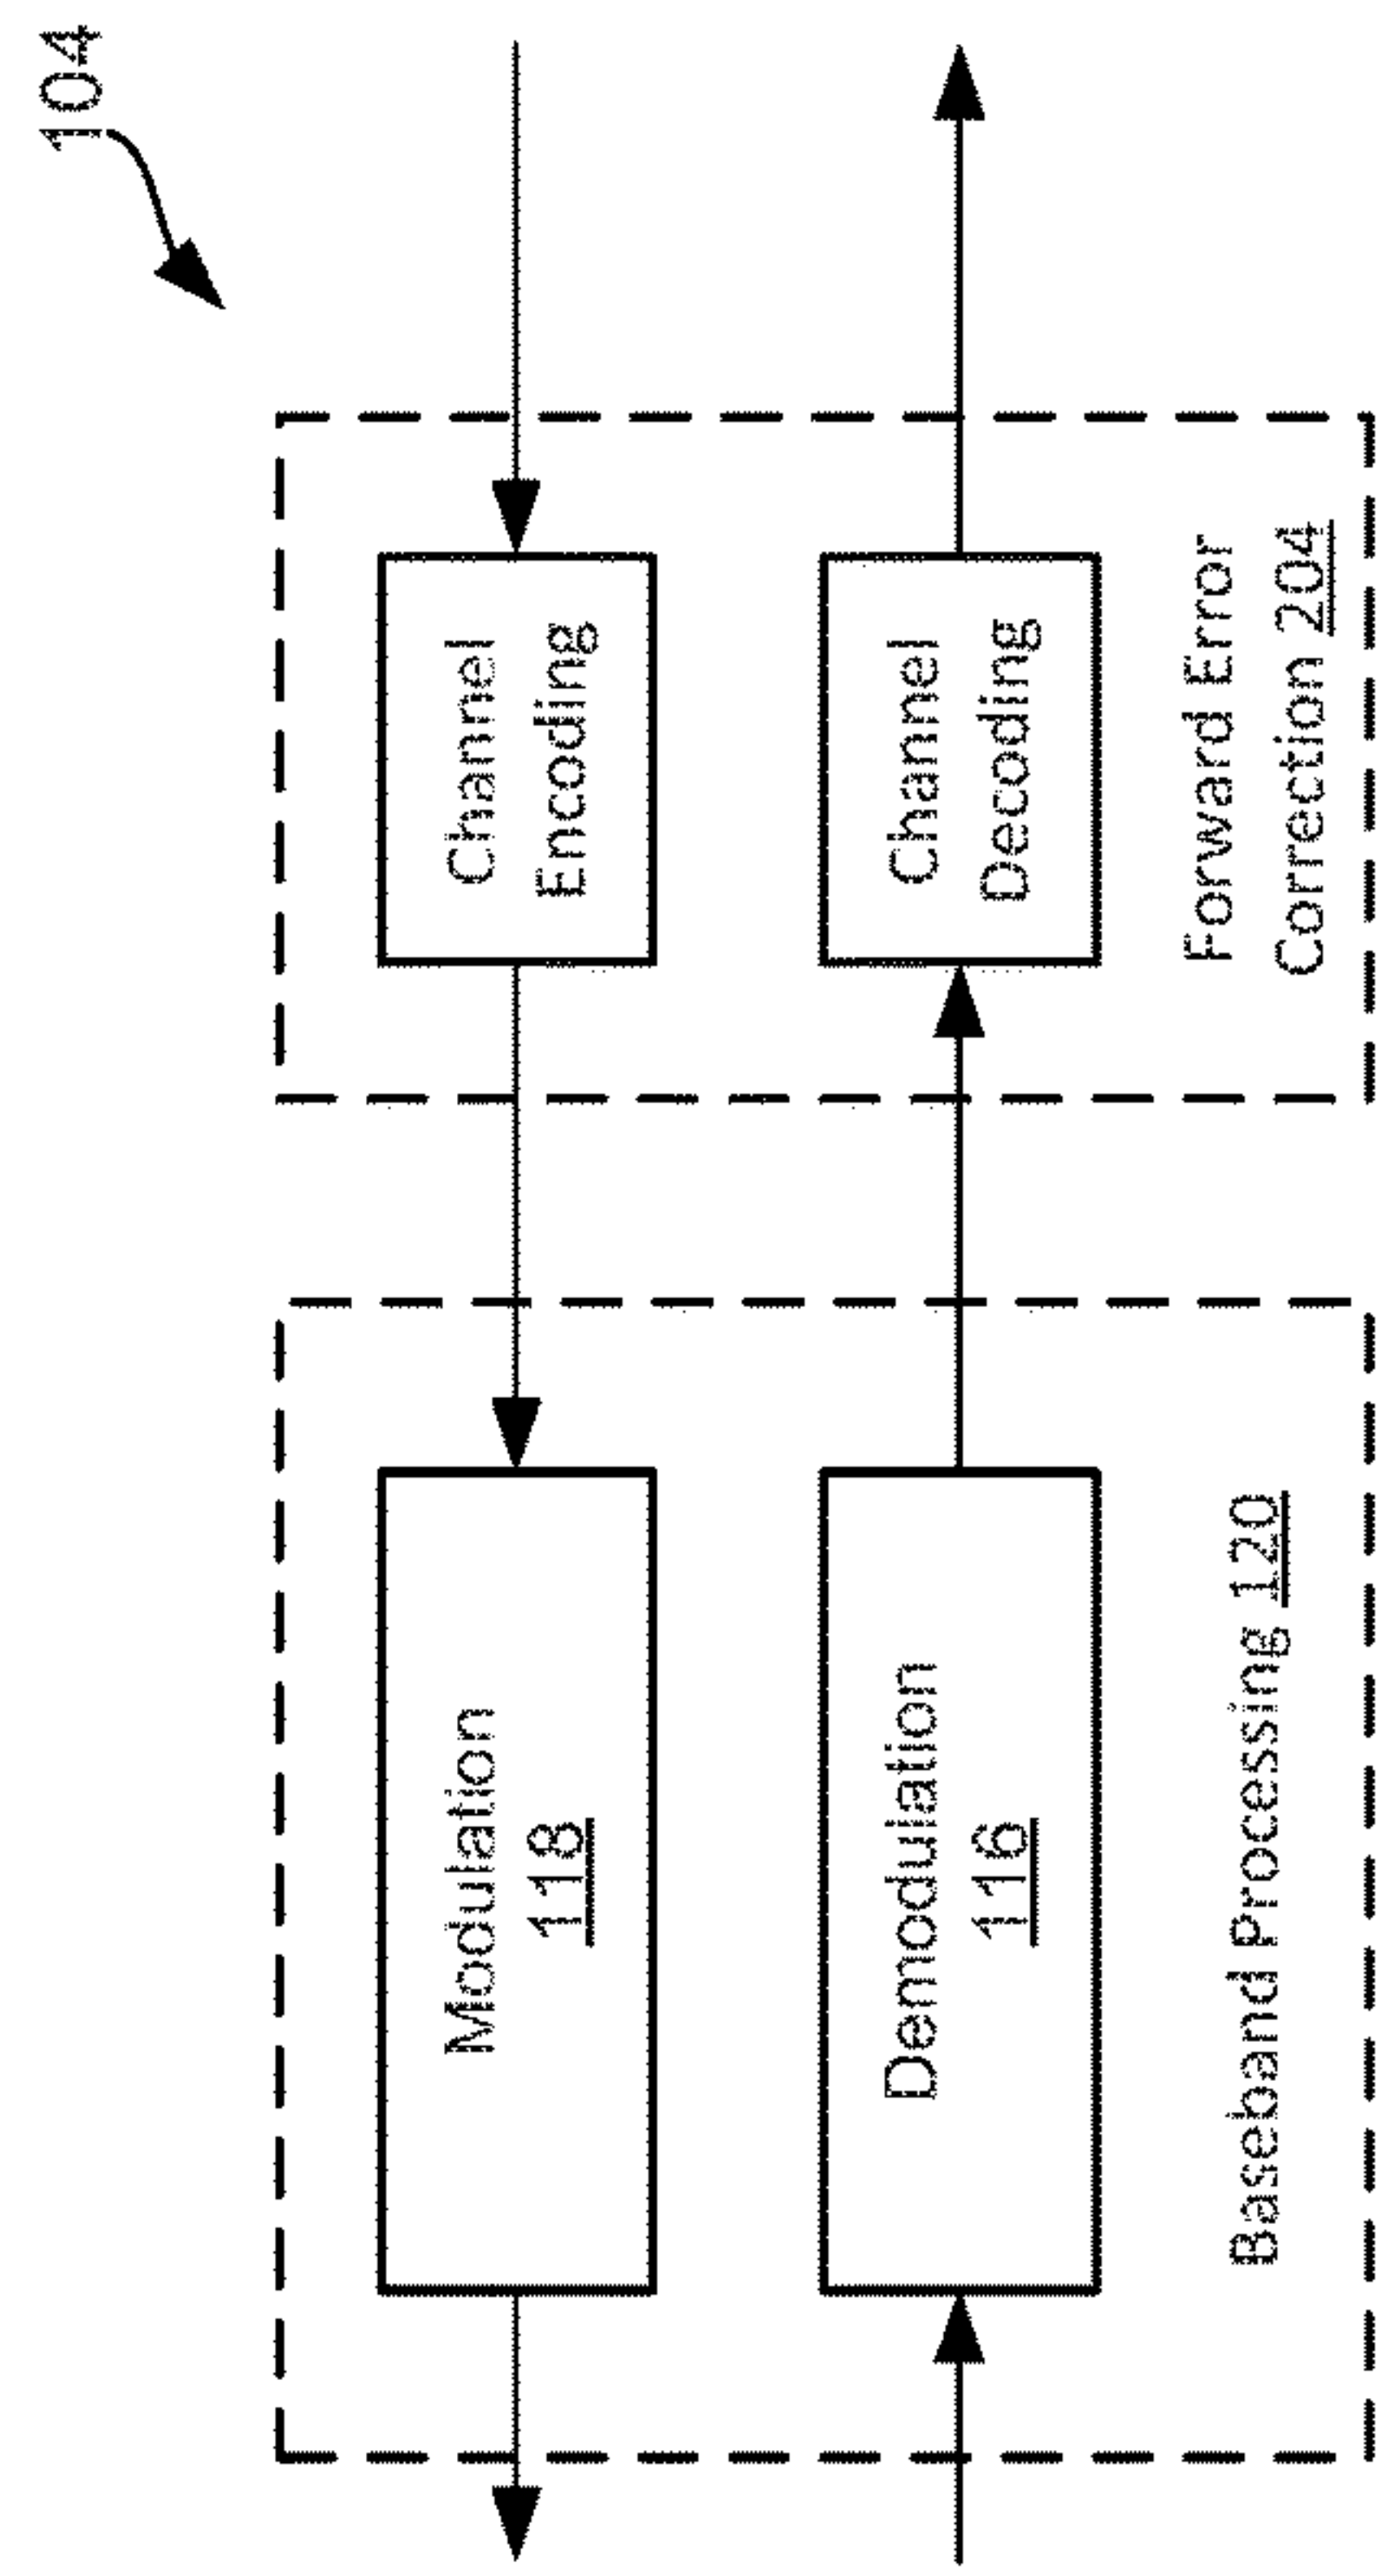 104
Modulation
118
Channel
Encoding
Demodulation
116
Channel
Decoding
Baseband Processing 120
Forward Error
Correction 204